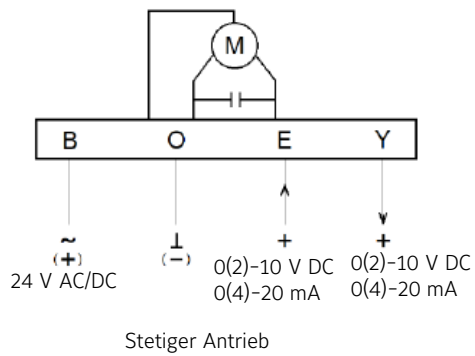 M
B O E Y
~ ⊥ + +
(+) (−)
24 V AC/DC 0(2)-10 V DC 0(2)-10 V DC
0(4)-20 mA 0(4)-20 mA
Stetiger Antrieb